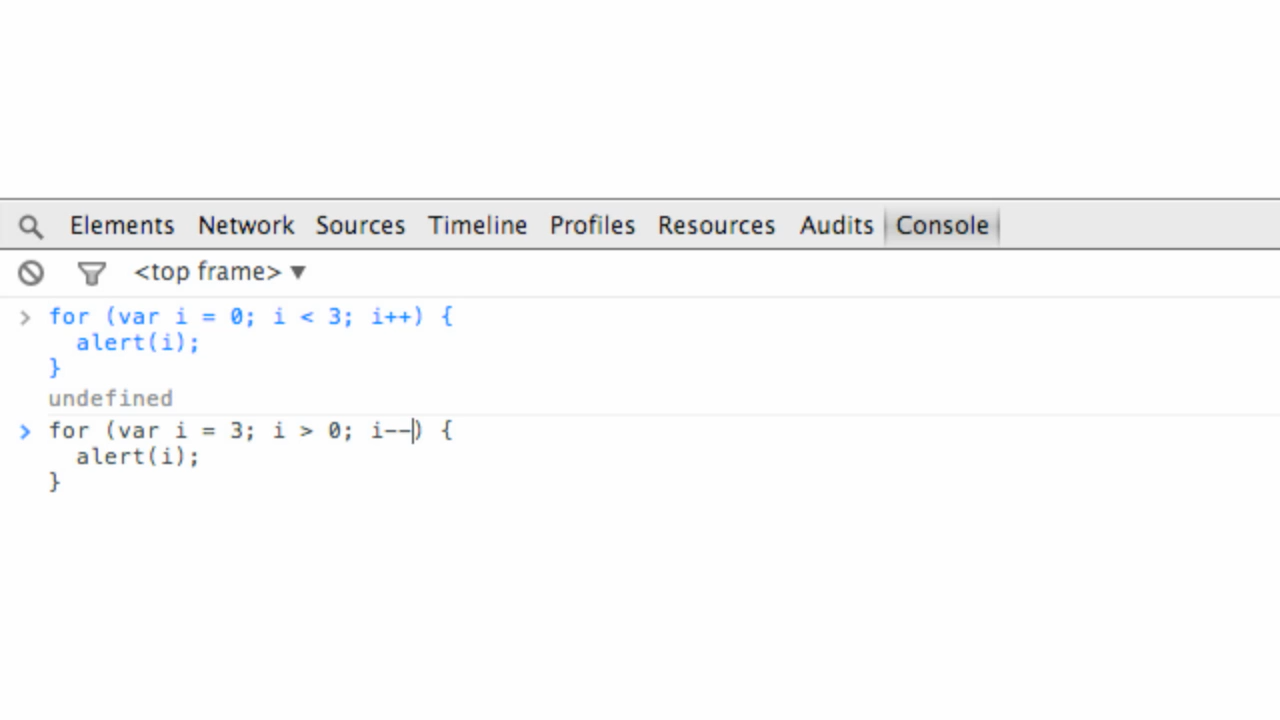 Elements Network Sources Timeline Profiles Resources Audits Console
<top frame> ▼
> for (var i = 0; i < 3; i++) {
  alert(i);
}
undefined
> for (var i = 3; i > 0; i--) {
  alert(i);
}